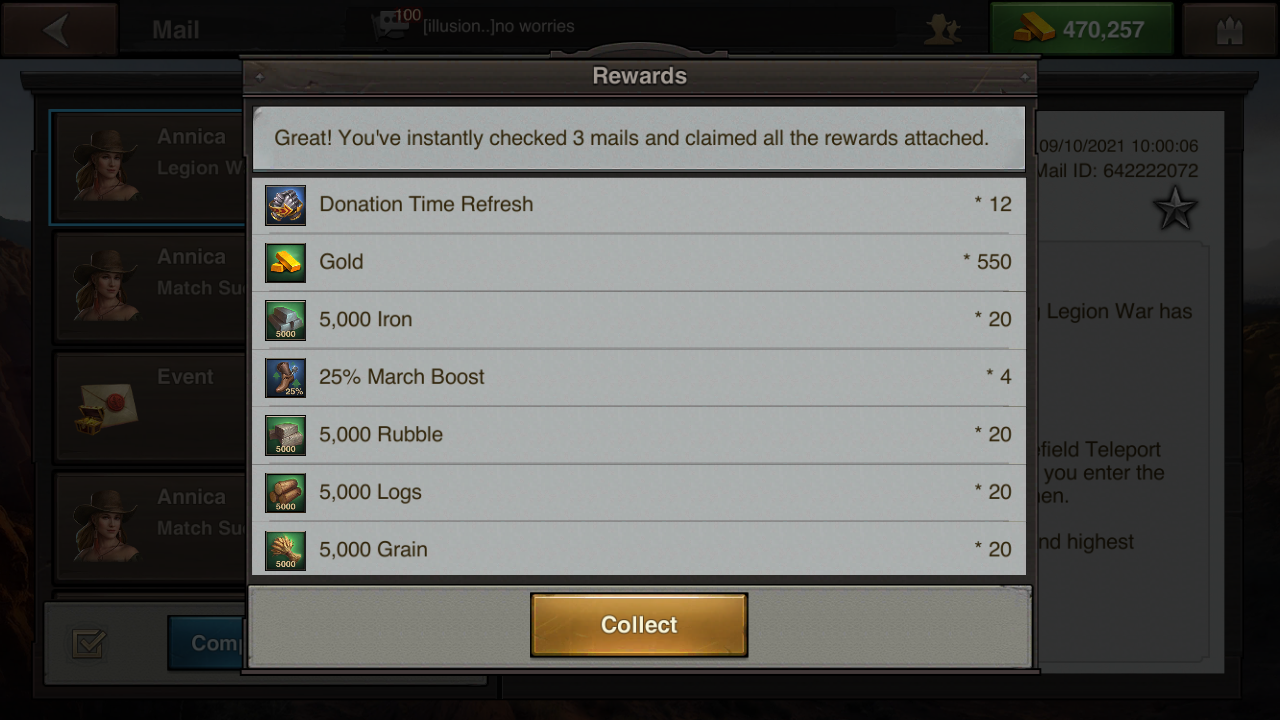 Mail
100
[illusion..]no worries
470,257
Rewards
Great! You've instantly checked 3 mails and claimed all the rewards attached.
Donation Time Refresh * 12
Gold * 550
5000
5,000 Iron * 20
25%
25% March Boost * 4
5000
5,000 Rubble * 20
5000
5,000 Logs * 20
5000
5,000 Grain * 20
Collect
Annica
Legion W
Annica
Match Su
Event
Annica
Match Su
09/10/2021 10:00:06
Mail ID: 642222072
Legion War has
field Teleport
you enter the
nd highest